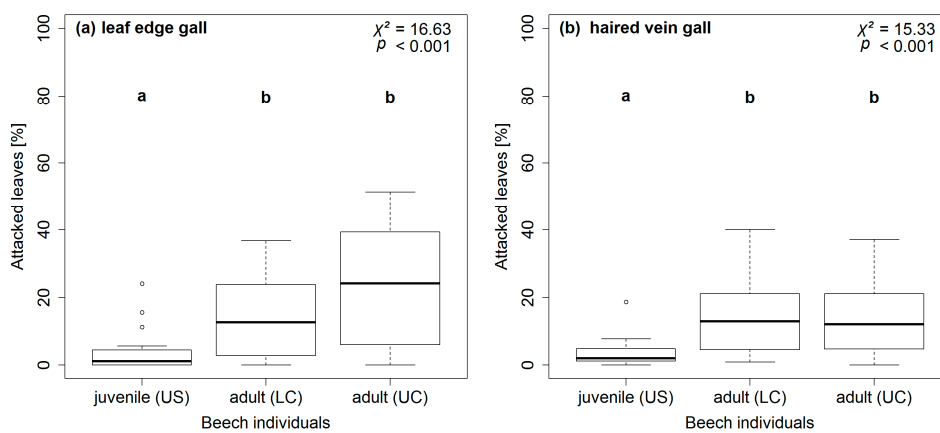 (a) leaf edge gall
χ² = 16.63
p < 0.001
a b b
Attacked leaves [%]
100
80
60
40
20
0
juvenile (US) adult (LC) adult (UC)
Beech individuals
(b) haired vein gall
χ² = 15.33
p < 0.001
a b b
Attacked leaves [%]
100
80
60
40
20
0
juvenile (US) adult (LC) adult (UC)
Beech individuals